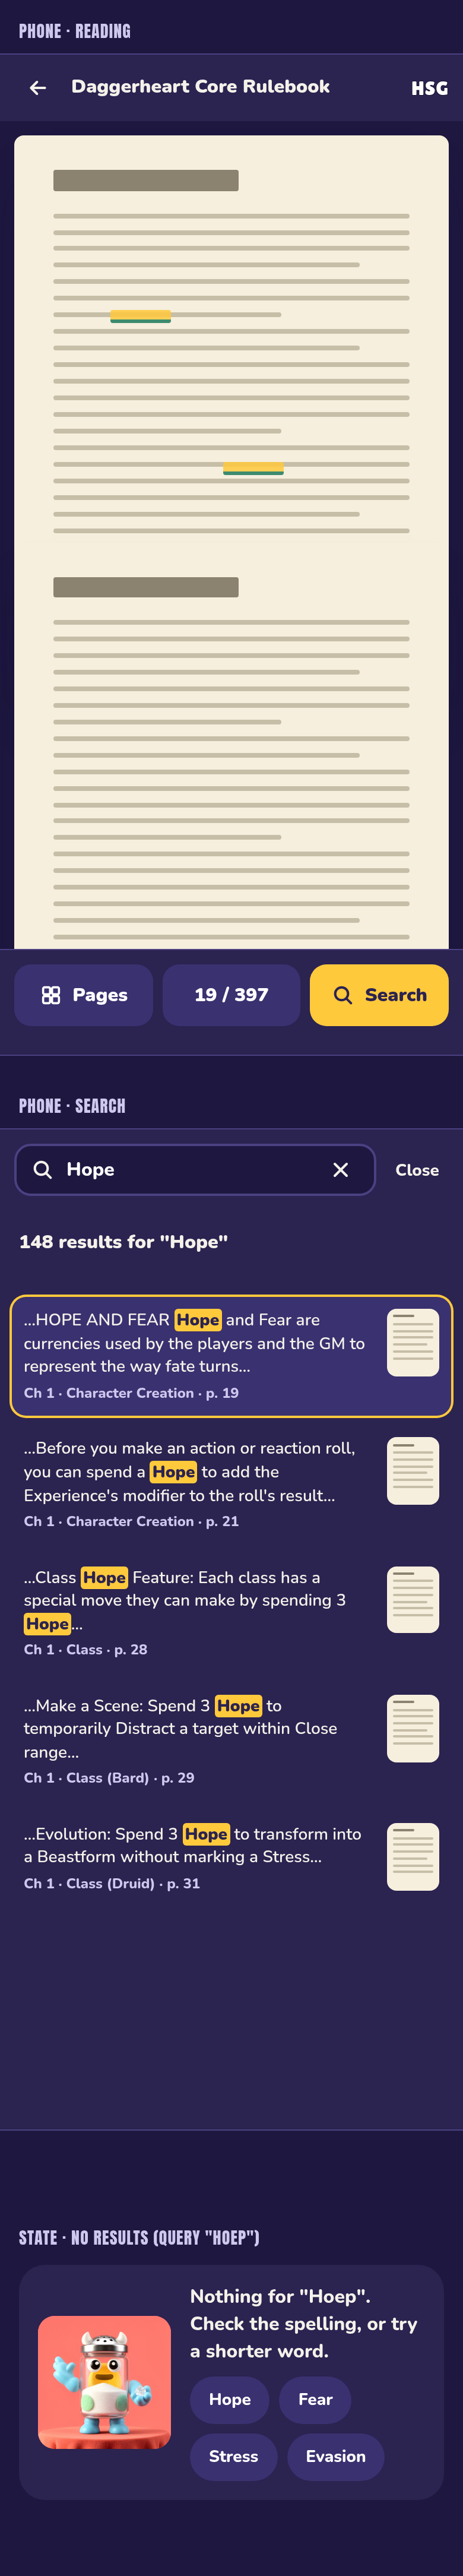 PHONE · READING
Daggerheart Core Rulebook
HSG
Pages
19 / 397
Search
PHONE · SEARCH
Hope
Close
148 results for "Hope"
...HOPE AND FEAR Hope and Fear are
currencies used by the players and the GM to
represent the way fate turns...
Ch 1 · Character Creation · p. 19
...Before you make an action or reaction roll,
you can spend a Hope to add the
Experience's modifier to the roll's result...
Ch 1 · Character Creation · p. 21
...Class Hope Feature: Each class has a
special move they can make by spending 3
Hope...
Ch 1 · Class · p. 28
...Make a Scene: Spend 3 Hope to
temporarily Distract a target within Close
range...
Ch 1 · Class (Bard) · p. 29
...Evolution: Spend 3 Hope to transform into
a Beastform without marking a Stress...
Ch 1 · Class (Druid) · p. 31
STATE · NO RESULTS (QUERY "HOEP")
Nothing for "Hoep".
Check the spelling, or try
a shorter word.
Hope
Fear
Stress
Evasion